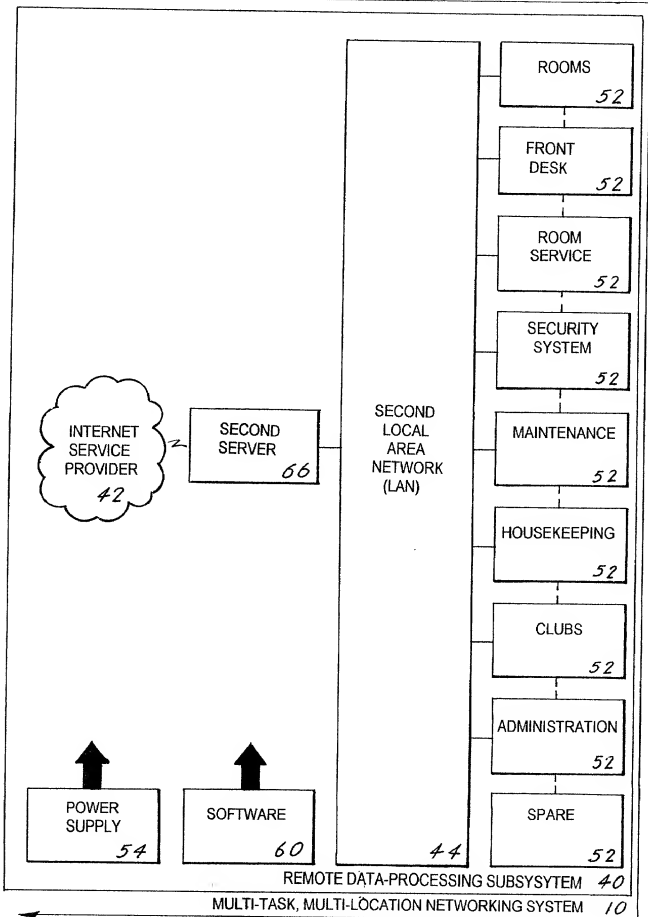 ROOMS
52
FRONT
DESK
52
ROOM
SERVICE
52
SECURITY
SYSTEM
52
MAINTENANCE
52
HOUSEKEEPING
52
CLUBS
52
ADMINISTRATION
52
SPARE
52
INTERNET
SERVICE
PROVIDER
42
SECOND
SERVER
66
SECOND
LOCAL
AREA
NETWORK
(LAN)
44
POWER
SUPPLY
54
SOFTWARE
60
REMOTE DATA-PROCESSING SUBSYSYTEM 40
MULTI-TASK, MULTI-LOCATION NETWORKING SYSTEM 10